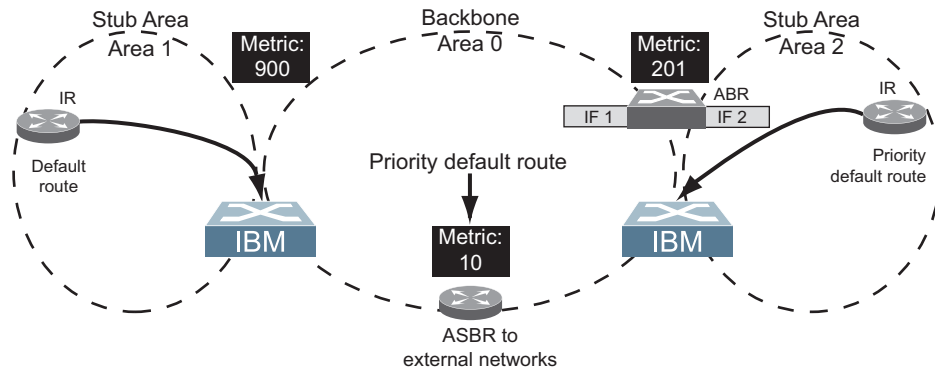 Stub Area
Area 1
Backbone
Area 0
Stub Area
Area 2
Metric:
900
Metric:
201
IR
ABR
IF 1
IF 2
IR
Default
route
Priority default route
Priority
default route
IBM
Metric:
10
IBM
ASBR to
external networks